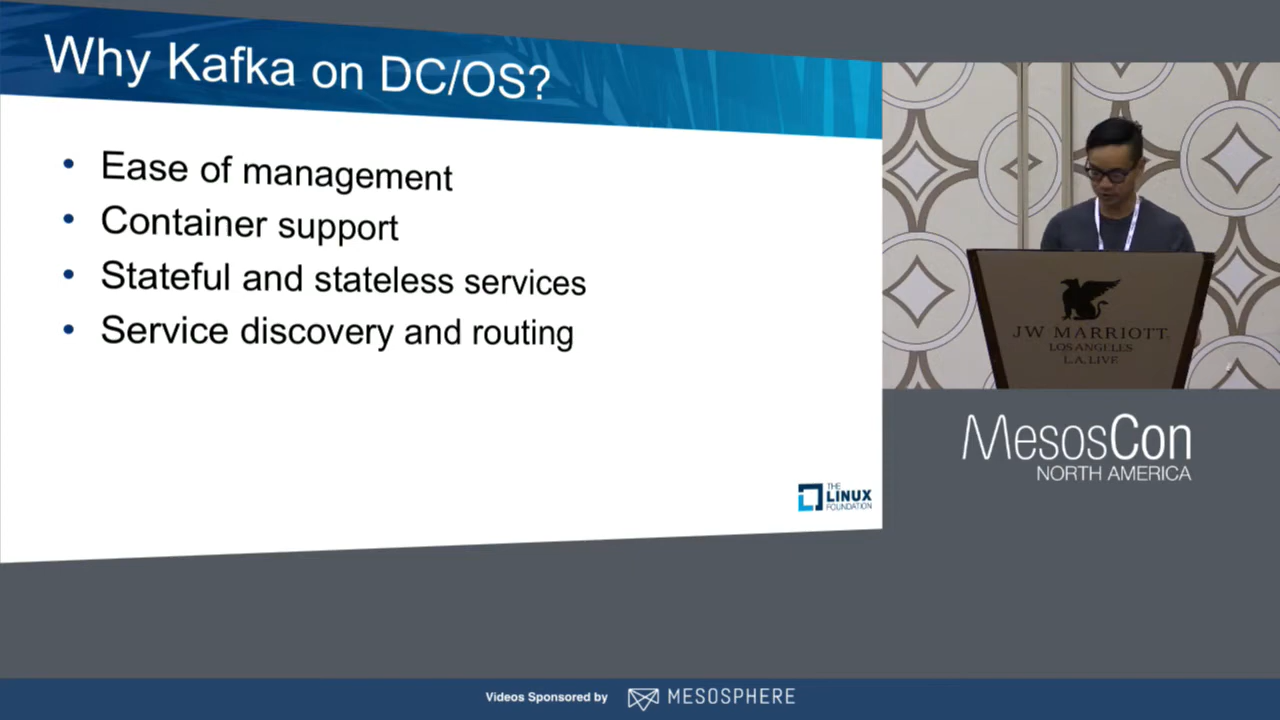 Why Kafka on DC/OS?
• Ease of management
• Container support
• Stateful and stateless services
• Service discovery and routing
THE
LINUX
FOUNDATION
JW MARRIOTT
LOS ANGELES
L.A. LIVE
MesosCon
NORTH AMERICA
Videos Sponsored by
MESOSPHERE